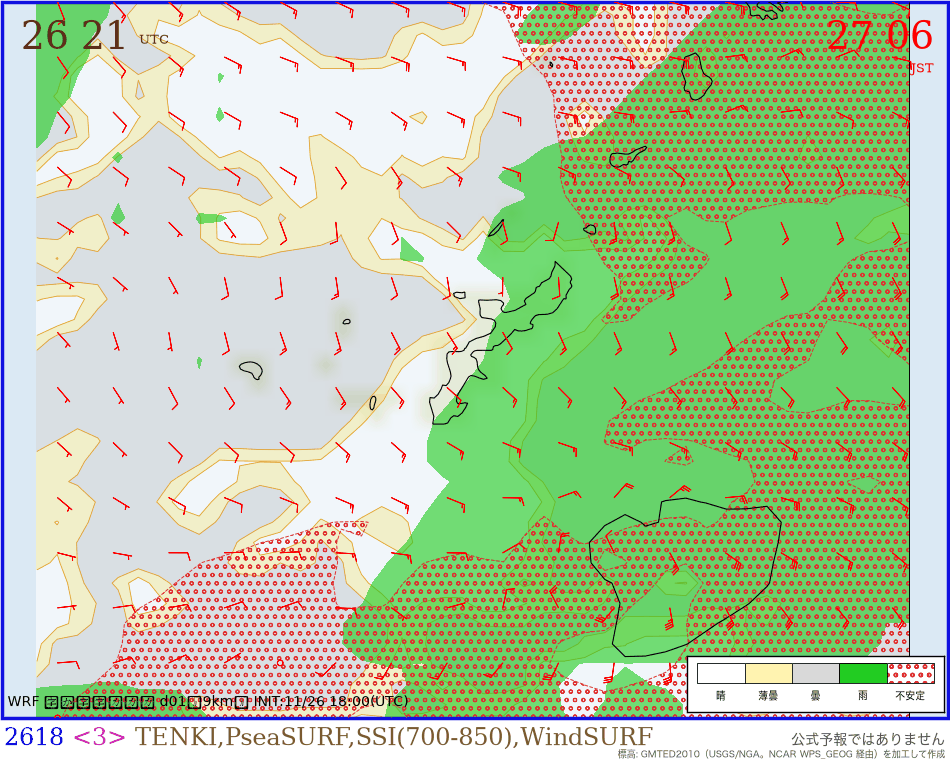 26 21 UTC
27 06
JST
晴 薄曇 曇 雨 不安定
WRF d01 9km INIT:11/26 18:00(UTC)
2618 <3> TENKI,PseaSURF,SSI(700-850),WindSURF
公式予報ではありません
標高: GMTED2010（USGS/NGA。NCAR WPS_GEOG 経由）を加工して作成